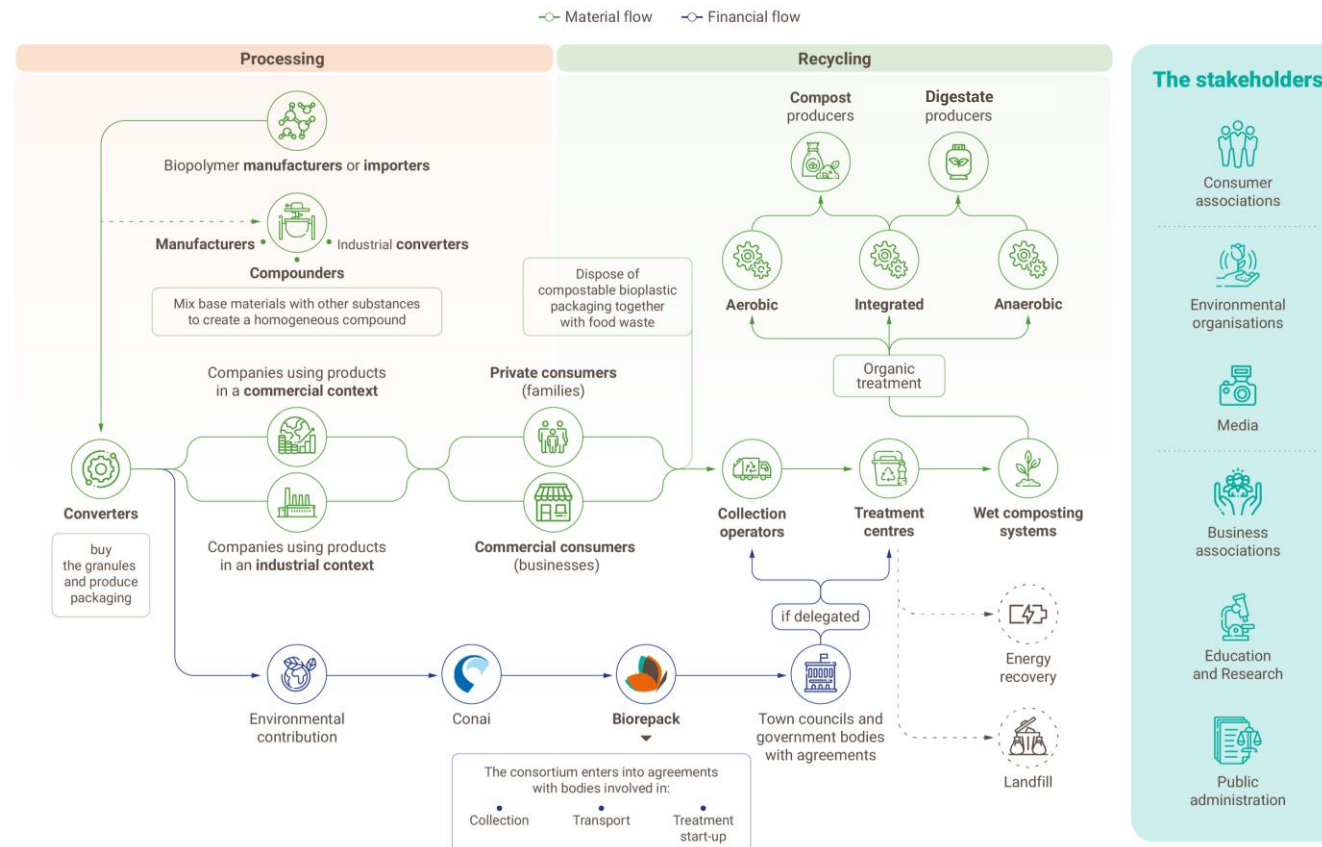 Material flow
Financial flow
Processing
Recycling
The stakeholders
Biopolymer manufacturers or importers
Manufacturers
Industrial converters
Compounders
Mix base materials with other substances
to create a homogeneous compound
Compost
producers
Digestate
producers
Aerobic
Integrated
Anaerobic
Dispose of
compostable bioplastic
packaging together
with food waste
Organic
treatment
Companies using products
in a commercial context
Private consumers
(families)
Converters
buy
the granules
and produce
packaging
Companies using products
in an industrial context
Commercial consumers
(businesses)
Collection
operators
Treatment
centres
Wet composting
systems
if delegated
Energy
recovery
Landfill
Environmental
contribution
Conai
Biorepack
Town councils and
government bodies
with agreements
The consortium enters into agreements
with bodies involved in:
Collection
Transport
Treatment
start-up
Consumer
associations
Environmental
organisations
Media
Business
associations
Education
and Research
Public
administration